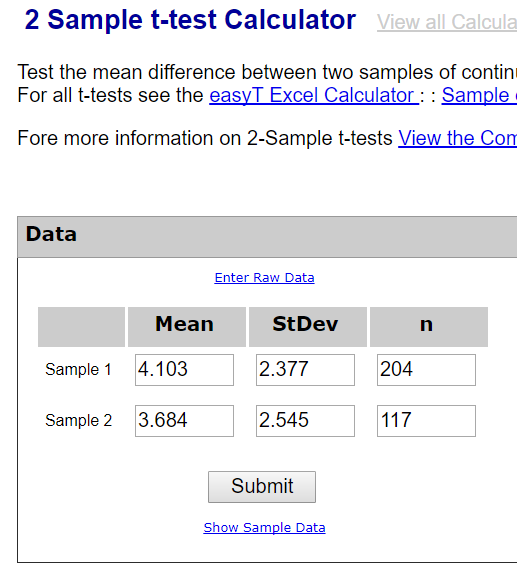 2 Sample t-test Calculator View all Calcula
Test the mean difference between two samples of contin
For all t-tests see the easyT Excel Calculator : : Sample
Fore more information on 2-Sample t-tests View the Com
Data
Enter Raw Data
Mean StDev n
Sample 1 4.103 2.377 204
Sample 2 3.684 2.545 117
Submit
Show Sample Data